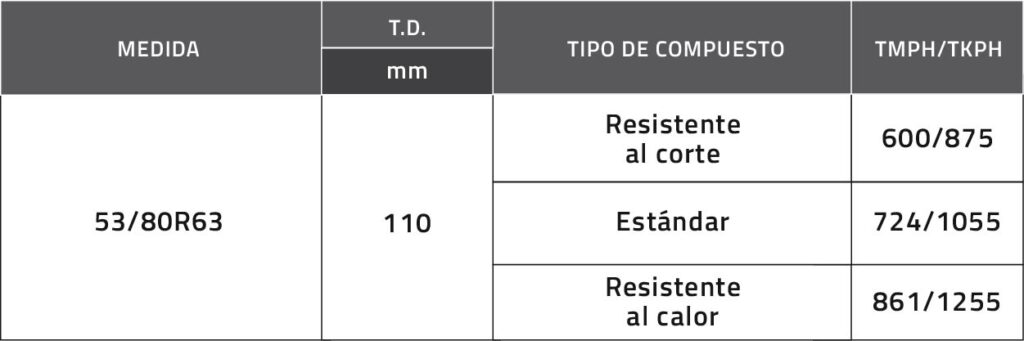 MEDIDA
T.D.
mm
TIPO DE COMPUESTO
TMPH/TKPH
53/80R63
110
Resistente
al corte
600/875
Estándar
724/1055
Resistente
al calor
861/1255